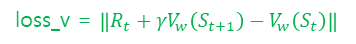 loss_v = ‖R_t + γV_w(S_{t+1}) − V_w(S_t)‖